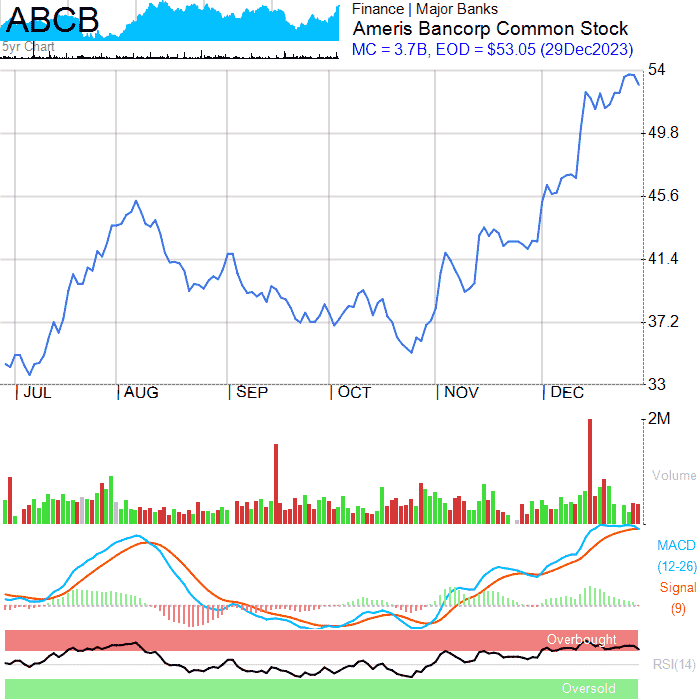 ABCB
5yr Chart
Finance | Major Banks
Ameris Bancorp Common Stock
MC = 3.7B, EOD = $53.05 (29Dec2023)
54
49.8
45.6
41.4
37.2
33
JUL AUG SEP OCT NOV DEC
2M
Volume
MACD
(12-26)
Signal
(9)
Overbought
RSI(14)
Oversold